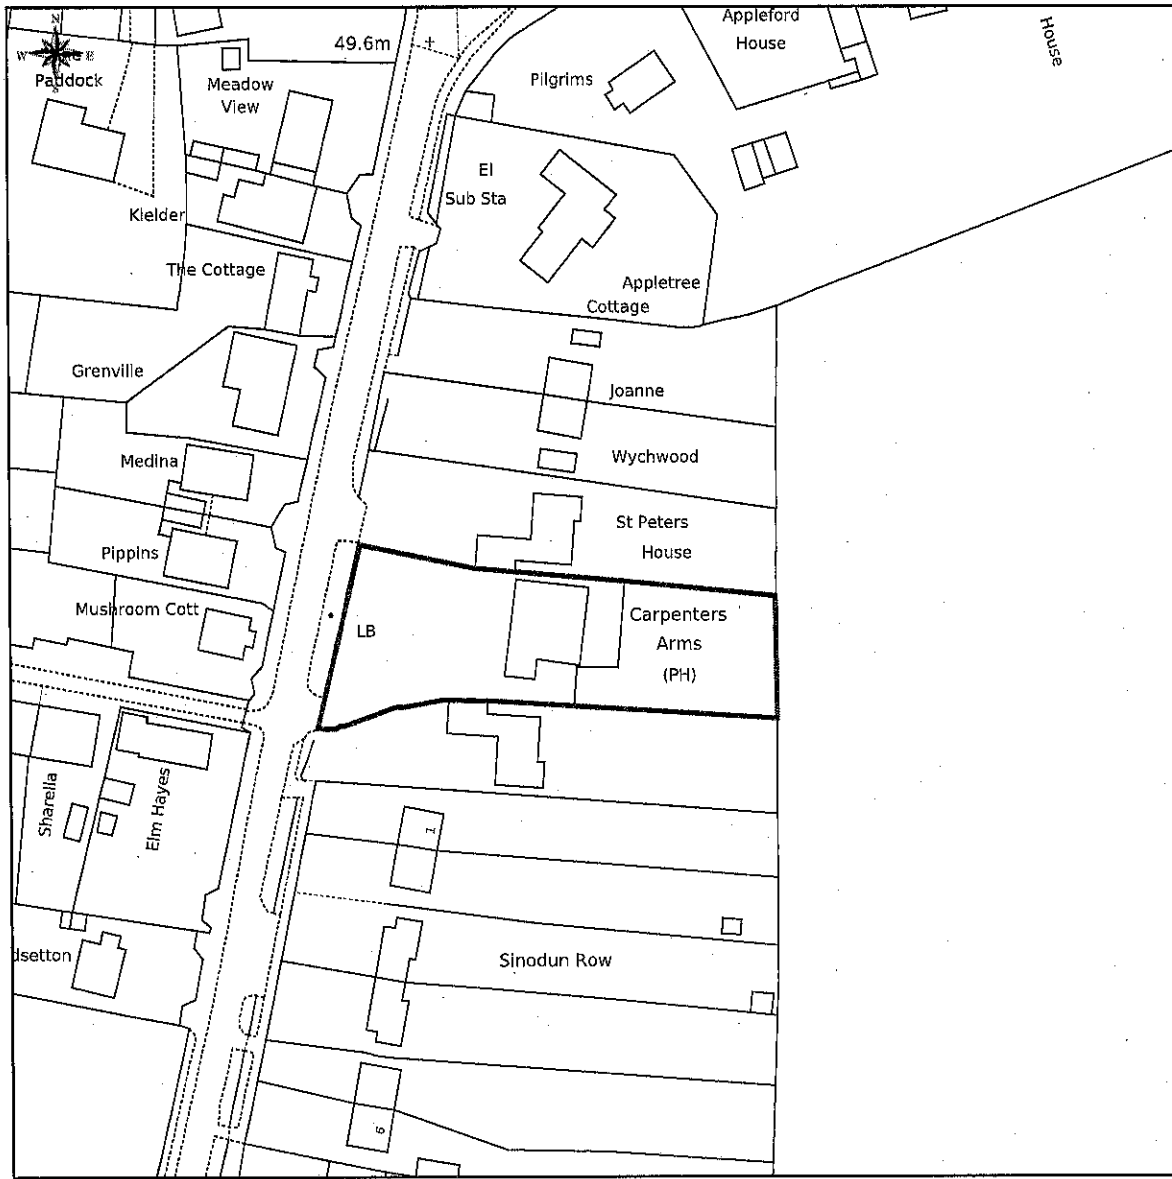 N
W
E
S
Paddock
Meadow
View
49.6m
Pilgrims
Appleford
House
House
El
Sub Sta
Kielder
The Cottage
Appletree
Cottage
Grenville
Joanne
Medina
Wychwood
St Peters
House
Pippins
Mushroom Cott
LB
Carpenters
Arms
(PH)
Sharella
Elm Hayes
1
dsetton
Sinodun Row
6